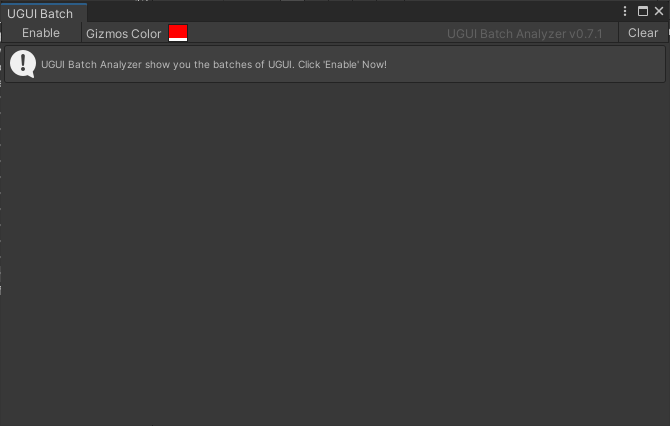 UGUI Batch
Enable Gizmos Color UGUI Batch Analyzer v0.7.1 Clear
UGUI Batch Analyzer show you the batches of UGUI. Click 'Enable' Now!